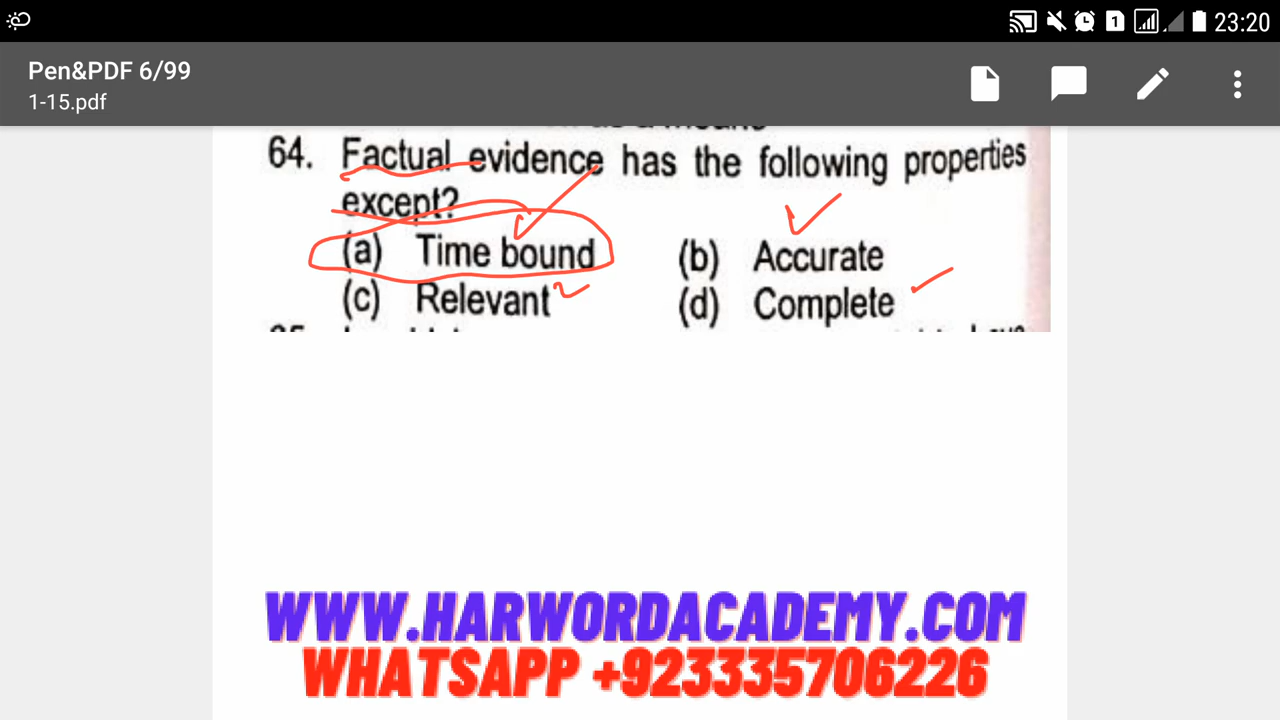 1 23:20
Pen&PDF 6/99
1-15.pdf
64. Factual evidence has the following properties
except?
(a) Time bound (b) Accurate
(c) Relevant (d) Complete
WWW.HARWORDACADEMY.COM
WHATSAPP +923335706226